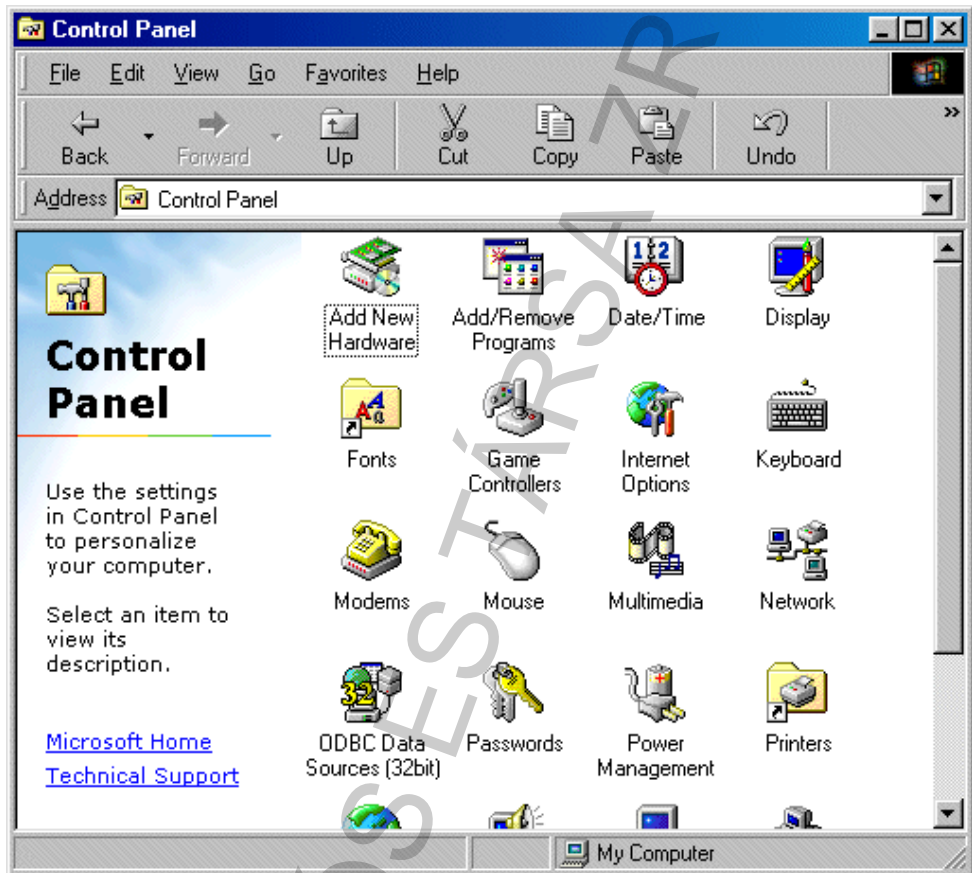 Control Panel
File Edit View Go Favorites Help
Back Forward Up Cut Copy Paste Undo »
Address Control Panel
Control
Panel
Use the settings
in Control Panel
to personalize
your computer.
Select an item to
view its
description.
Microsoft Home
Technical Support
Add New
Hardware
Add/Remove
Programs
Date/Time
Display
Fonts
Game
Controllers
Internet
Options
Keyboard
Modems
Mouse
Multimedia
Network
32
ODBC Data
Sources (32bit)
Passwords
Power
Management
Printers
My Computer
TÁRSA ZR